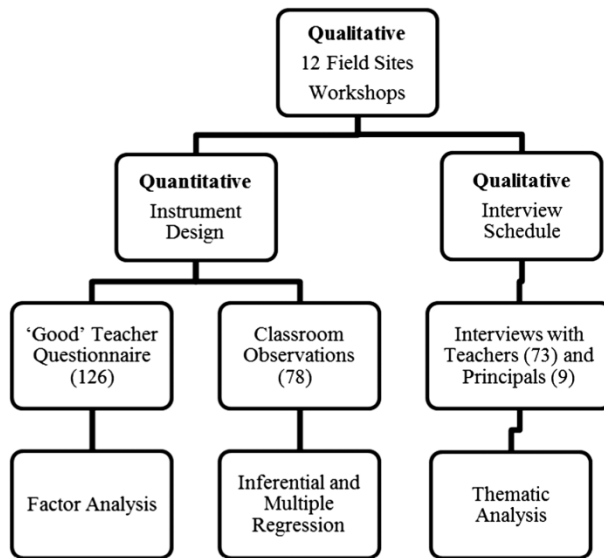 Qualitative
12 Field Sites
Workshops
Quantitative
Instrument
Design
Qualitative
Interview
Schedule
‘Good’ Teacher
Questionnaire
(126)
Classroom
Observations
(78)
Interviews with
Teachers (73) and
Principals (9)
Factor Analysis
Inferential and
Multiple
Regression
Thematic
Analysis